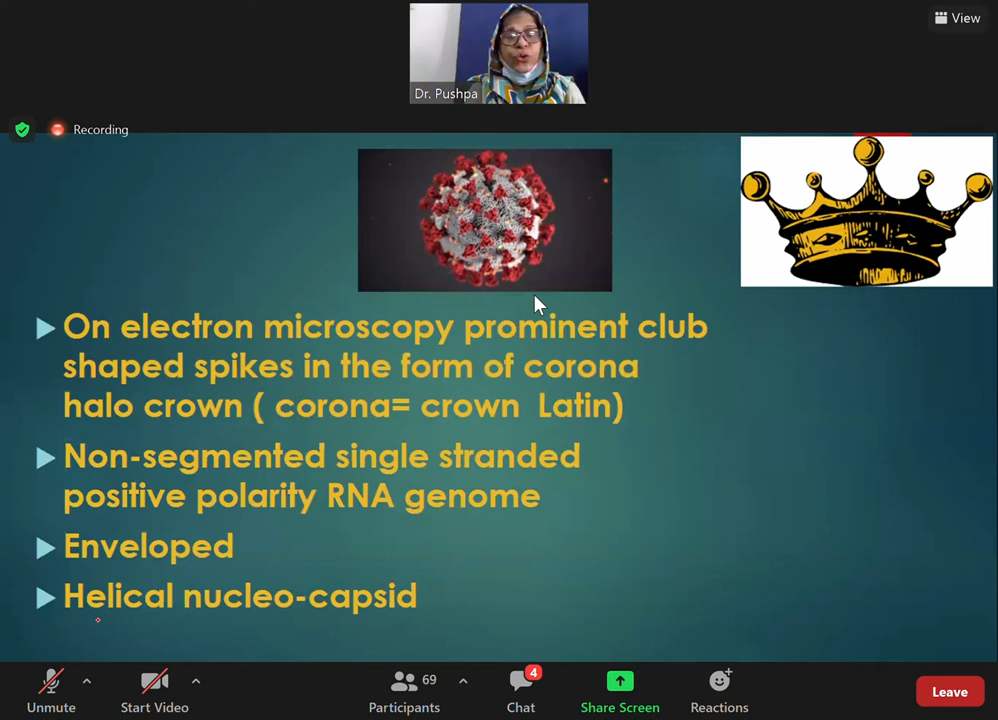 View
Dr. Pushpa
Recording
On electron microscopy prominent club
shaped spikes in the form of corona
halo crown ( corona= crown Latin)
Non-segmented single stranded
positive polarity RNA genome
Enveloped
Helical nucleo-capsid
69
4
Unmute
Start Video
Participants
Chat
Share Screen
Reactions
Leave